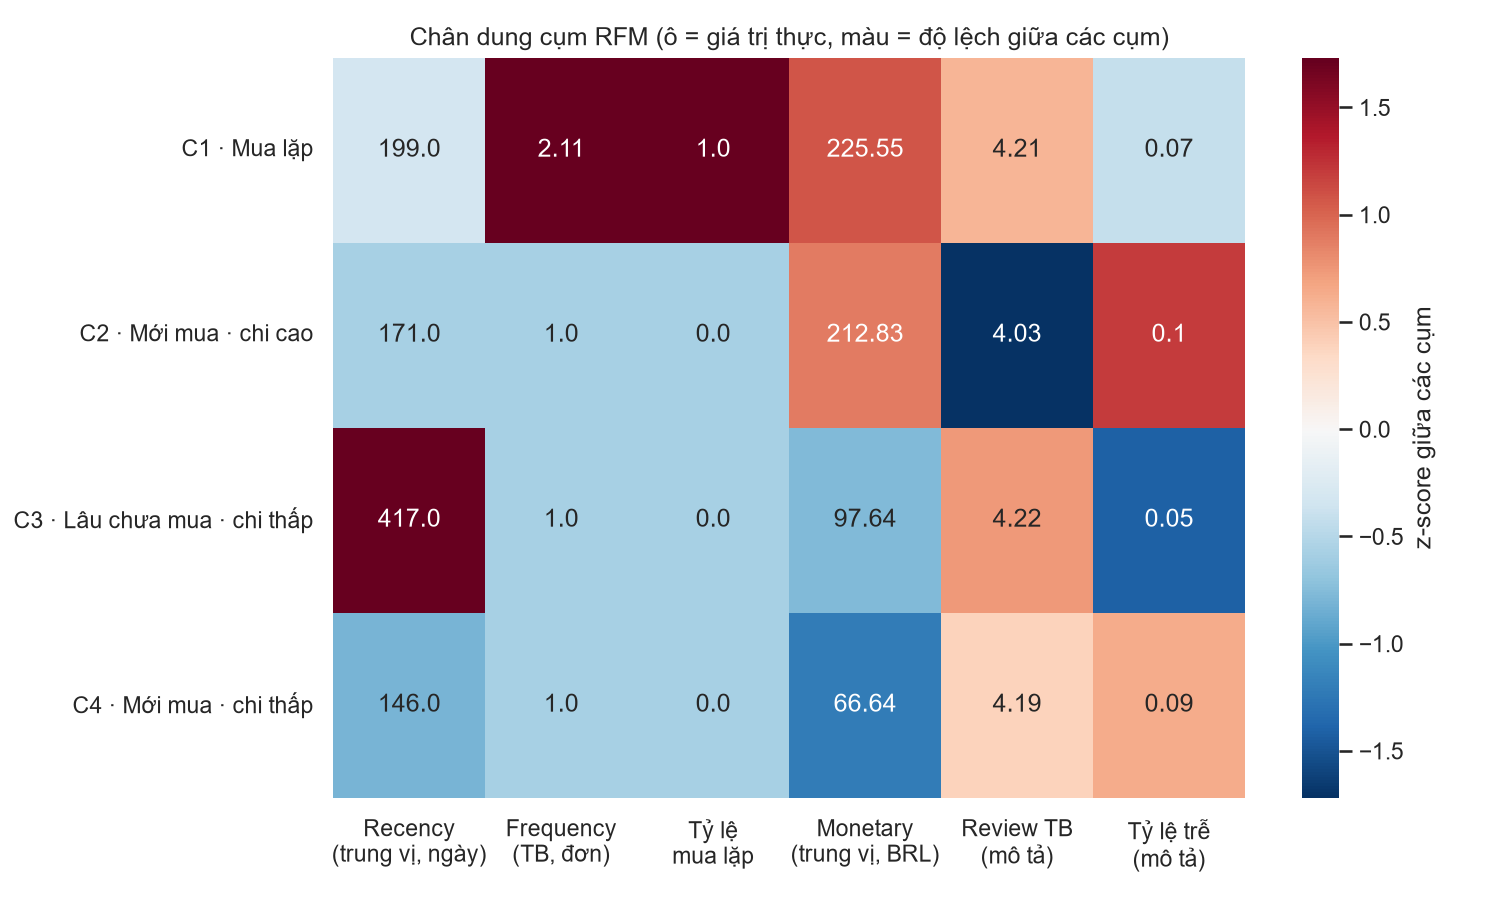 Chân dung cụm RFM (ô = giá trị thực, màu = độ lệch giữa các cụm)
C1 · Mua lặp
199.0 2.11 1.0 225.55 4.21 0.07
C2 · Mới mua · chi cao
171.0 1.0 0.0 212.83 4.03 0.1
C3 · Lâu chưa mua · chi thấp
417.0 1.0 0.0 97.64 4.22 0.05
C4 · Mới mua · chi thấp
146.0 1.0 0.0 66.64 4.19 0.09
Recency
(trung vị, ngày)
Frequency
(TB, đơn)
Tỷ lệ
mua lặp
Monetary
(trung vị, BRL)
Review TB
(mô tả)
Tỷ lệ trễ
(mô tả)
1.5
1.0
0.5
0.0
−0.5
−1.0
−1.5
z-score giữa các cụm